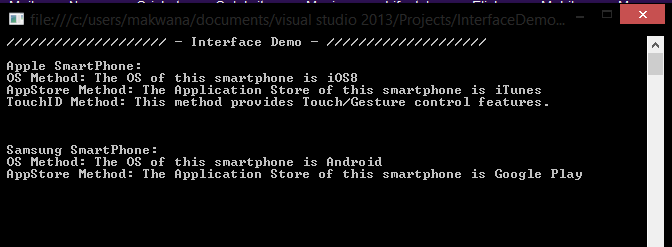 file:///c:/users/makwana/documents/visual studio 2013/Projects/InterfaceDemo...
//////////////////// - Interface Demo - ////////////////////
Apple SmartPhone:
OS Method: The OS of this smartphone is iOS8
AppStore Method: The Application Store of this smartphone is iTunes
TouchID Method: This method provides Touch/Gesture control features.
Samsung SmartPhone:
OS Method: The OS of this smartphone is Android
AppStore Method: The Application Store of this smartphone is Google Play